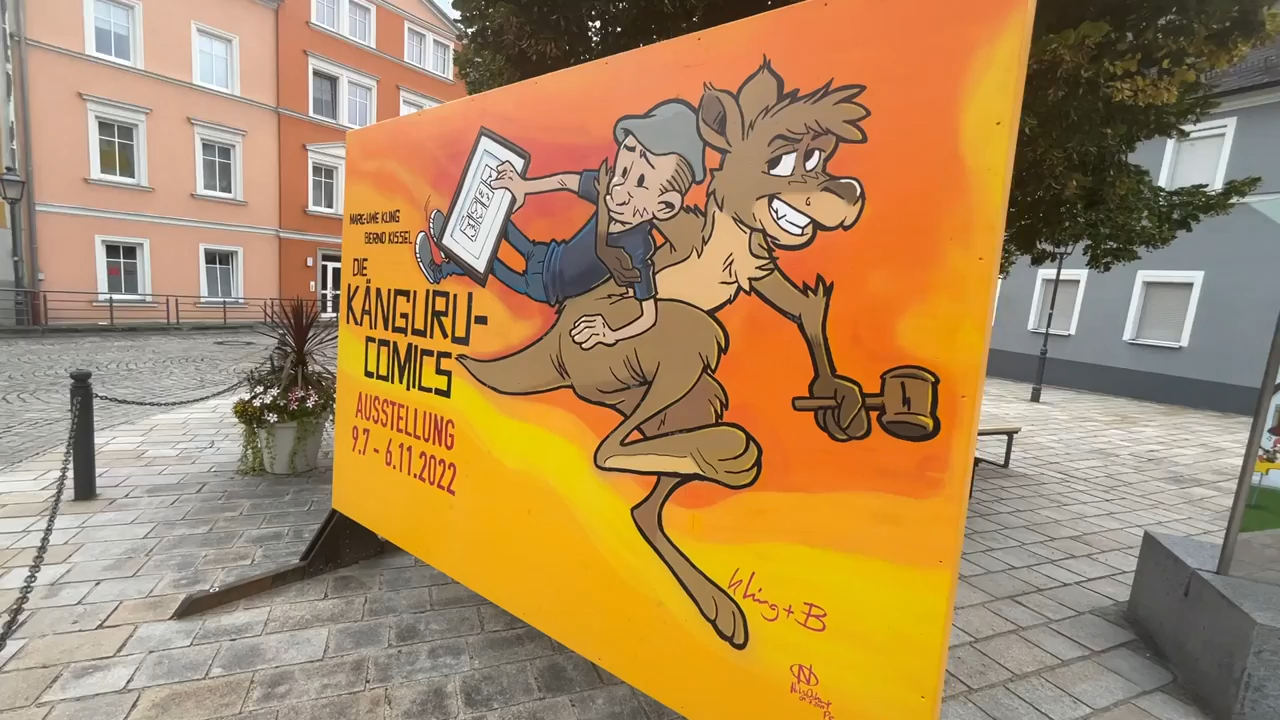 MARC-UWE KLING
BERND KISSEL
DIE
KÄNGURU-
COMICS
AUSSTELLUNG
9.7 - 6.11.2022
Kling + B